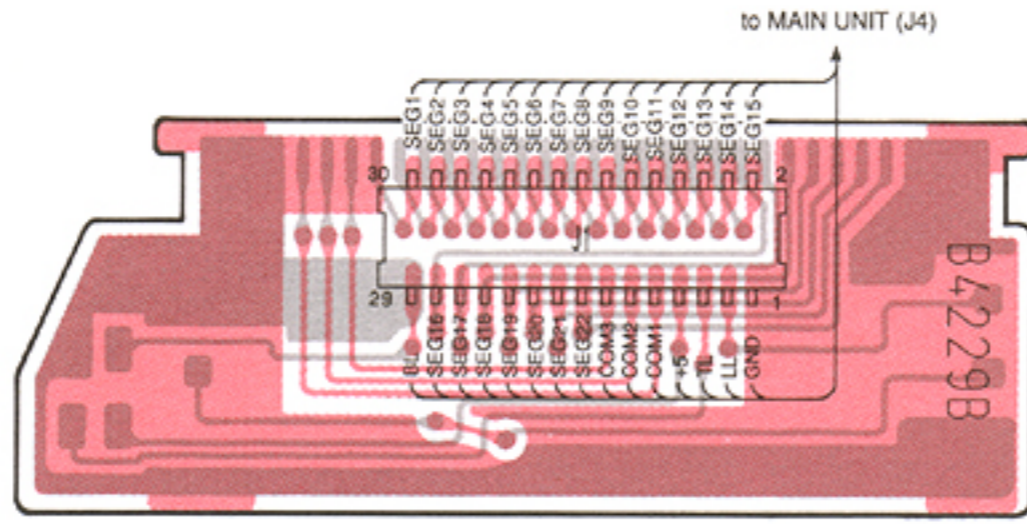 to MAIN UNIT (J4)
SEG1
SEG2
SEG3
SEG4
SEG5
SEG6
SEG7
SEG8
SEG9
SEG10
SEG11
SEG12
SEG13
SEG14
SEG15
30
2
J1
29
1
BL
SEG16
SEG17
SEG18
SEG19
SEG20
SEG21
SEG22
COM3
COM2
COM1
+5
TL
LL
GND
B4229B